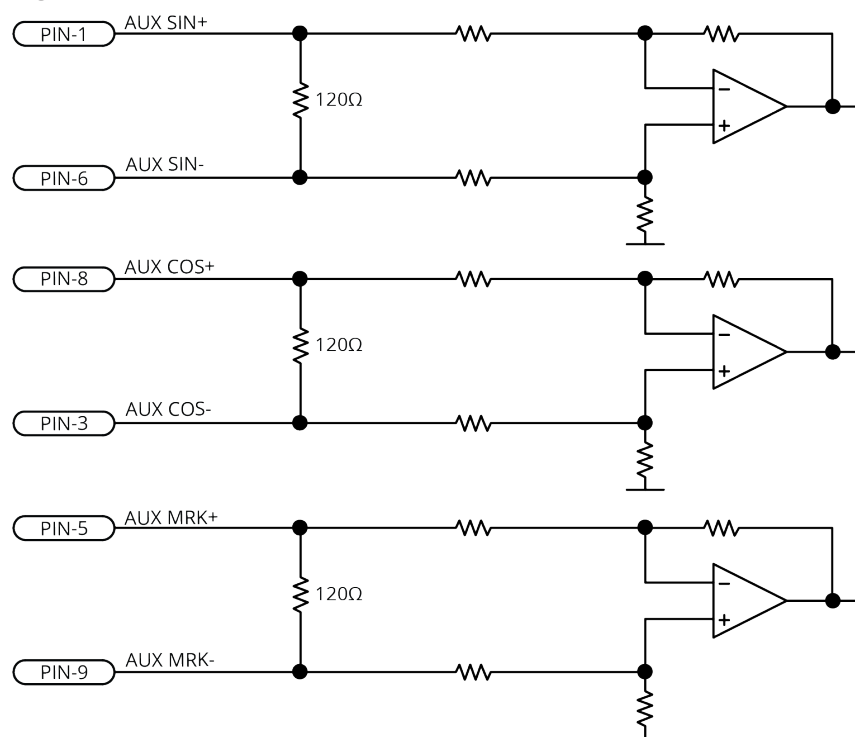 PIN-1 AUX SIN+
120Ω
PIN-6 AUX SIN-
PIN-8 AUX COS+
120Ω
PIN-3 AUX COS-
PIN-5 AUX MRK+
120Ω
PIN-9 AUX MRK-